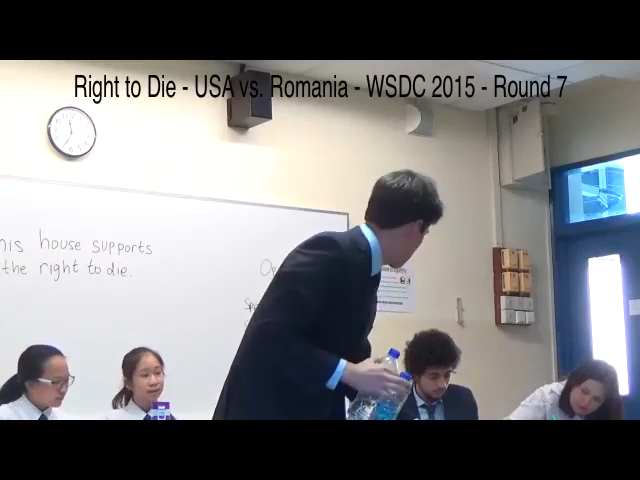 Right to Die - USA vs. Romania - WSDC 2015 - Round 7
his house supports
the right to die.